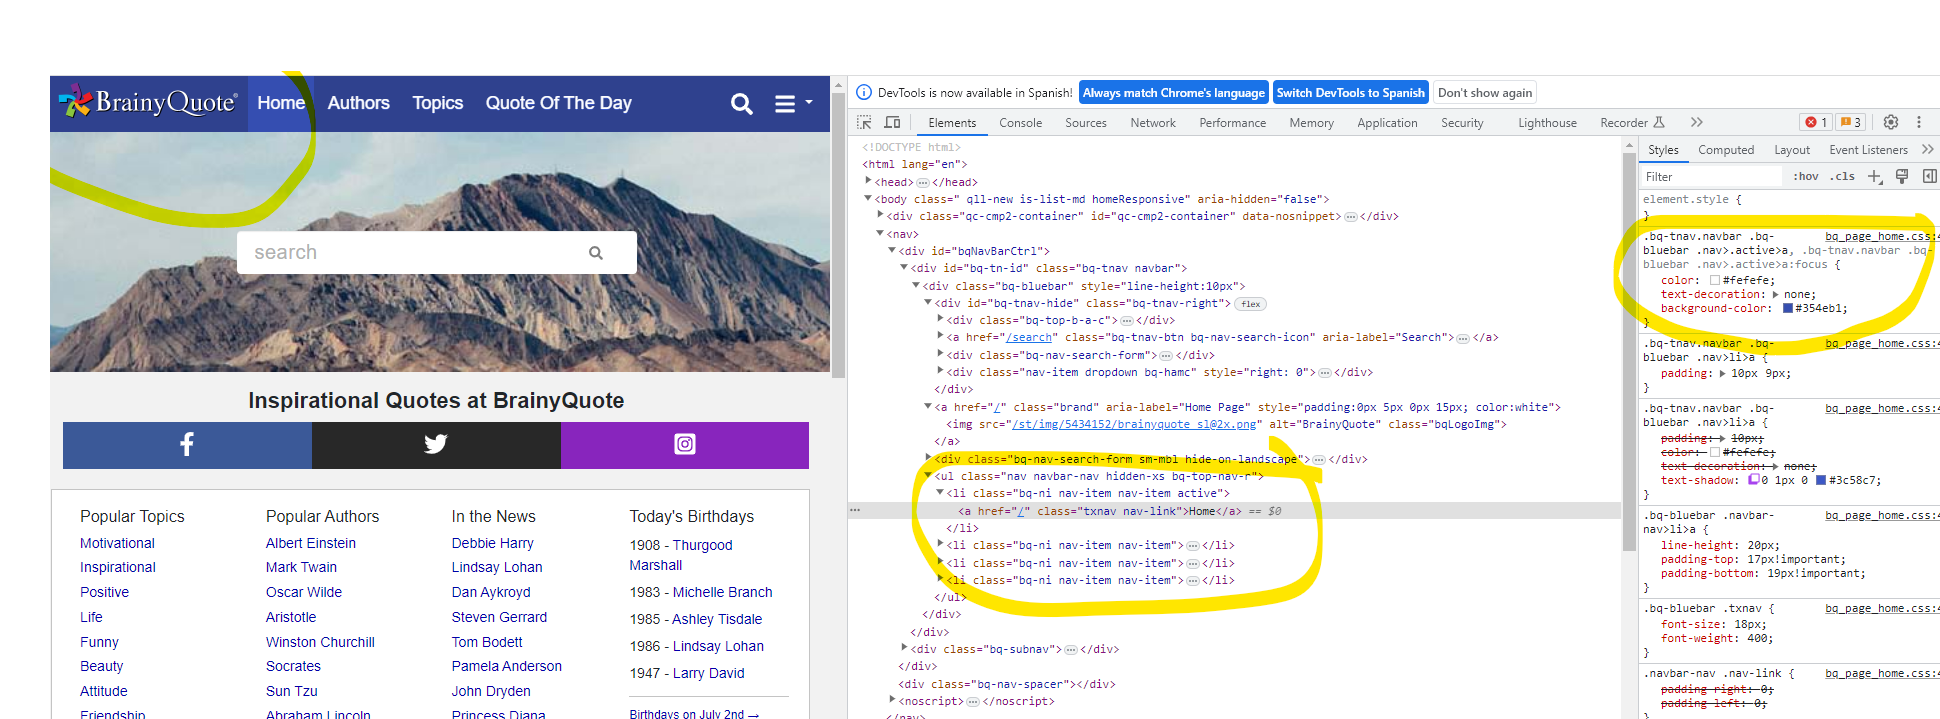 BrainyQuote®
Home
Authors
Topics
Quote Of The Day
search
Inspirational Quotes at BrainyQuote
Popular Topics
Motivational
Inspirational
Positive
Life
Funny
Beauty
Attitude
Friendship
Popular Authors
Albert Einstein
Mark Twain
Oscar Wilde
Aristotle
Winston Churchill
Socrates
Sun Tzu
Abraham Lincoln
In the News
Debbie Harry
Lindsay Lohan
Dan Aykroyd
Steven Gerrard
Tom Bodett
Pamela Anderson
John Dryden
Princess Diana
Today's Birthdays
1908 - Thurgood
Marshall
1983 - Michelle Branch
1985 - Ashley Tisdale
1986 - Lindsay Lohan
1947 - Larry David
Birthdays on July 2nd →
DevTools is now available in Spanish! Always match Chrome's language Switch DevTools to Spanish Don't show again
Elements Console Sources Network Performance Memory Application Security Lighthouse Recorder 1 3
<!DOCTYPE html>
<html lang="en">
<head>…</head>
<body class=" qll-new is-list-md homeResponsive" aria-hidden="false">
<div class="qc-cmp2-container" id="qc-cmp2-container" data-nosnippet>…</div>
<nav>
<div id="bqNavBarCtrl">
<div id="bq-tn-id" class="bq-tnav navbar">
<div class="bq-bluebar" style="line-height:10px">
<div id="bq-tnav-hide" class="bq-tnav-right"> flex
<div class="bq-top-b-a-c">…</div>
<a href="/search" class="bq-tnav-btn bq-nav-search-icon" aria-label="Search">…</a>
<div class="bq-nav-search-form">…</div>
<div class="nav-item dropdown bq-hamc" style="right: 0">…</div>
</div>
<a href="/" class="brand" aria-label="Home Page" style="padding:0px 5px 0px 15px; color:white">
<img src="/st/img/5434152/brainyquote_sl@2x.png" alt="BrainyQuote" class="bqLogoImg">
</a>
<div class="bq-nav-search-form sm-mbl hide-on-landscape">…</div>
<ul class="nav navbar-nav hidden-xs bq-top-nav-r">
<li class="bq-ni nav-item nav-item active">
… <a href="/" class="txnav nav-link">Home</a> == $0
</li>
<li class="bq-ni nav-item nav-item">…</li>
<li class="bq-ni nav-item nav-item">…</li>
<li class="bq-ni nav-item nav-item">…</li>
</ul>
</div>
</div>
<div class="bq-subnav">…</div>
</div>
<div class="bq-nav-spacer"></div>
<noscript>…</noscript>
</nav>
Styles Computed Layout Event Listeners
Filter :hov .cls
element.style {
}
.bq-tnav.navbar .bq- bq_page_home.css:4
bluebar .nav>.active>a, .bq-tnav.navbar .bq-
bluebar .nav>.active>a:focus {
color: #fefefe;
text-decoration: none;
background-color: #354eb1;
}
.bq-tnav.navbar .bq- bq_page_home.css:4
bluebar .nav>li>a {
padding: 10px 9px;
}
.bq-tnav.navbar .bq- bq_page_home.css:4
bluebar .nav>li>a {
padding: 10px;
color: #fefefe;
text-decoration: none;
text-shadow: 0 1px 0 #3c58c7;
}
.bq-bluebar .navbar- bq_page_home.css:4
nav>li>a {
line-height: 20px;
padding-top: 17px!important;
padding-bottom: 19px!important;
}
.bq-bluebar .txnav { bq_page_home.css:4
font-size: 18px;
font-weight: 400;
}
.navbar-nav .nav-link { bq_page_home.css:4
padding-right: 0;
padding-left: 0;
}